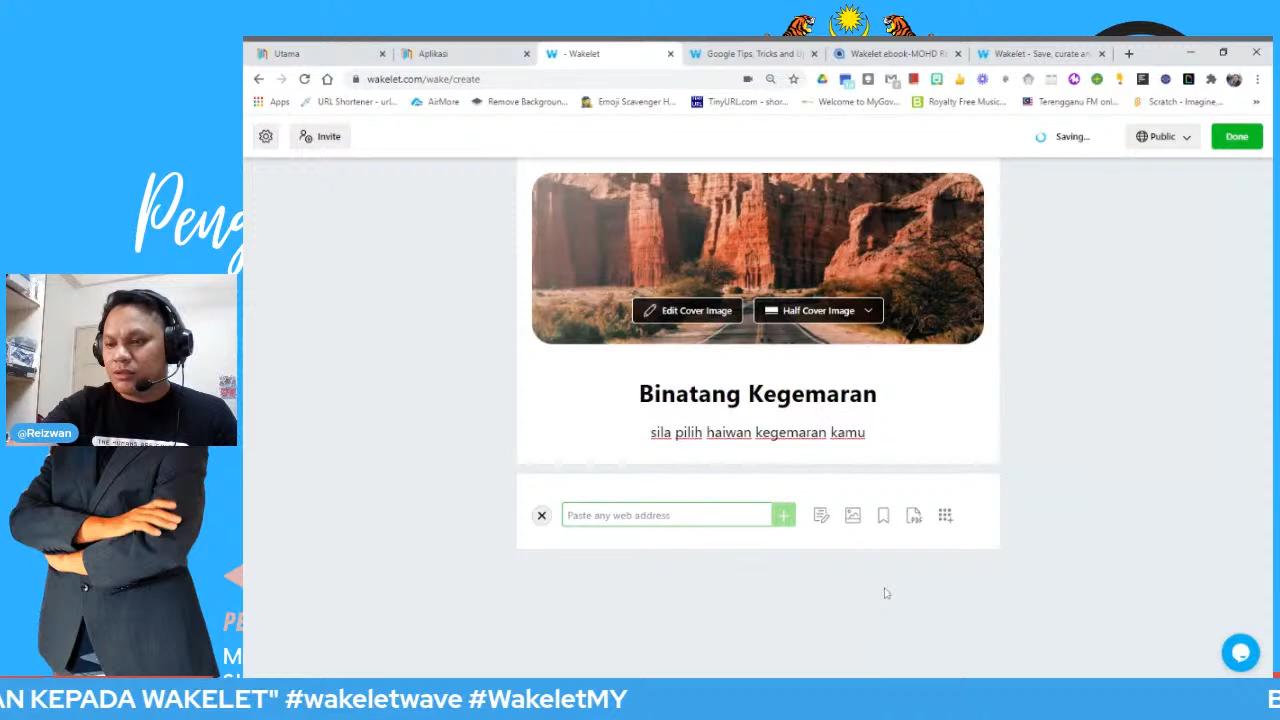 Utama
Aplikasi
- Wakelet
Google Tips, Tricks and U
Wakelet ebook-MOHD R
Wakelet - Save, curate an
wakelet.com/wake/create
Apps
URL Shortener - url...
AirMore
Remove Backgroun...
Emoji Scavenger H...
TinyURL.com - shor...
Welcome to MyGov...
Royalty Free Music...
Terengganu FM onl...
Scratch - Imagine,...
Invite
Saving...
Public
Done
Peng
Edit Cover Image
Half Cover Image
Binatang Kegemaran
sila pilih haiwan kegemaran kamu
@Reizwan
Paste any web address
PDF
PE
M
AN KEPADA WAKELET" #wakeletwave #WakeletMY
B